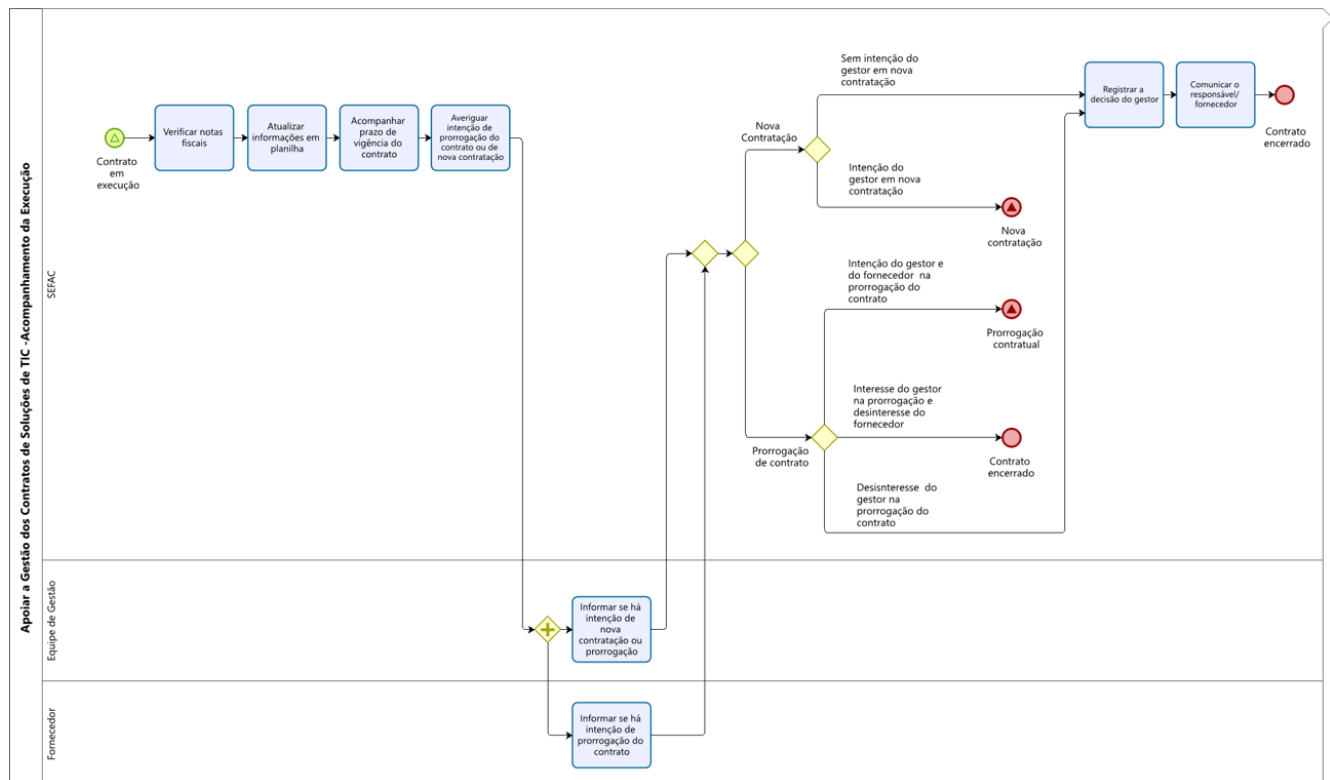 Apoiar a Gestão dos Contratos de Soluções de TIC -Acompanhamento da Execução
SEFAC
Contrato
em
execução
Verificar notas
fiscais
Atualizar
informações em
planilha
Acompanhar
prazo de
vigência do
contrato
Averiguar
intenção de
prorrogação do
contrato ou de
nova contratação
Nova
Contratação
Sem intenção do
gestor em nova
contratação
Intenção do
gestor em nova
contratação
Nova
contratação
Registrar a
decisão do gestor
Comunicar o
responsável/
fornecedor
Contrato
encerrado
Intenção do gestor e
do fornecedor na
prorrogação do
contrato
Prorrogação
contratual
Interesse do gestor
na prorrogação e
desinteresse do
fornecedor
Contrato
encerrado
Prorrogação
de contrato
Desisnteresse do
gestor na
prorrogação do
contrato
Equipe de Gestão
Informar se há
intenção de
nova
contratação ou
prorrogação
Fornecedor
Informar se há
intenção de
prorrogação do
contrato